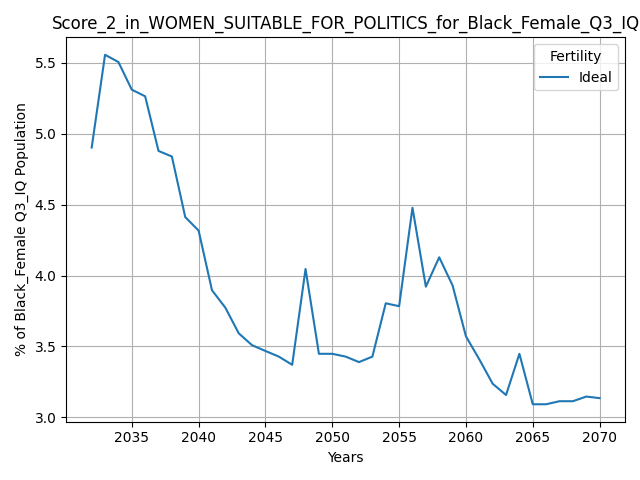 Score_2_in_WOMEN_SUITABLE_FOR_POLITICS_for_Black_Female_Q3_IQ
Fertility
Ideal
% of Black_Female Q3_IQ Population
5.5
5.0
4.5
4.0
3.5
3.0
2035 2040 2045 2050 2055 2060 2065 2070
Years